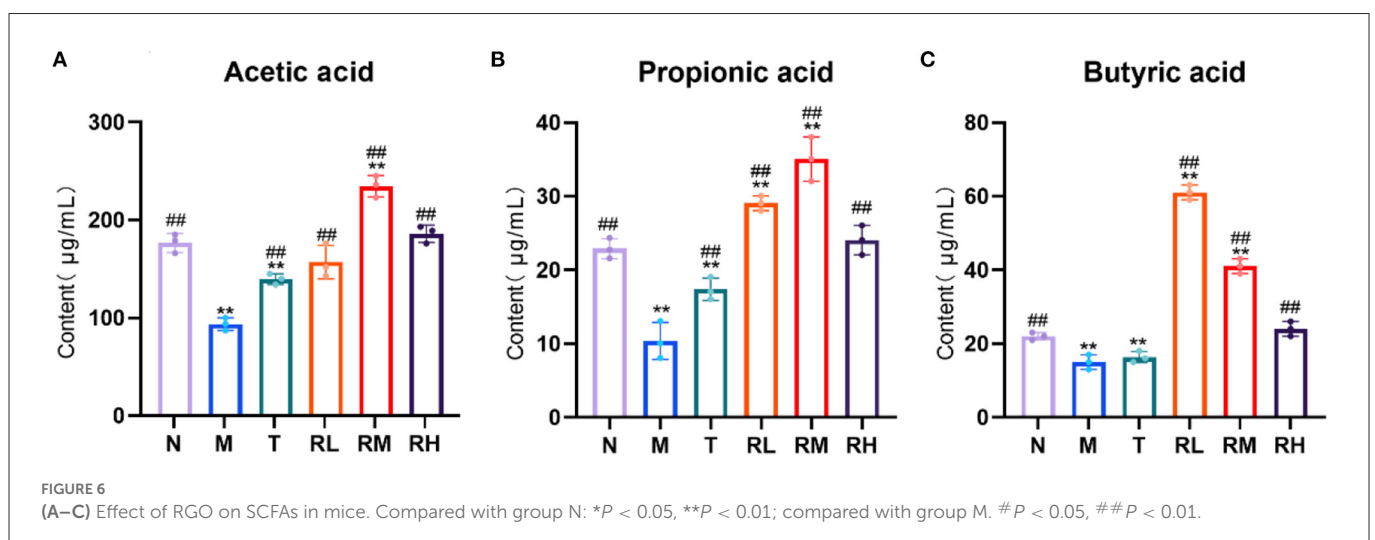 A
Acetic acid
Content( μg/mL)
300
200
100
0
##
**
##
**
##
##
**
##
N M T RL RM RH
B
Propionic acid
Content( μg/mL)
40
30
20
10
0
##
**
##
**
##
**
##
**
##
N M T RL RM RH
C
Butyric acid
Content( μg/mL)
80
60
40
20
0
##
**
**
##
**
##
**
##
N M T RL RM RH
FIGURE 6
(A–C) Effect of RGO on SCFAs in mice. Compared with group N: *P < 0.05, **P < 0.01; compared with group M. #P < 0.05, ##P < 0.01.